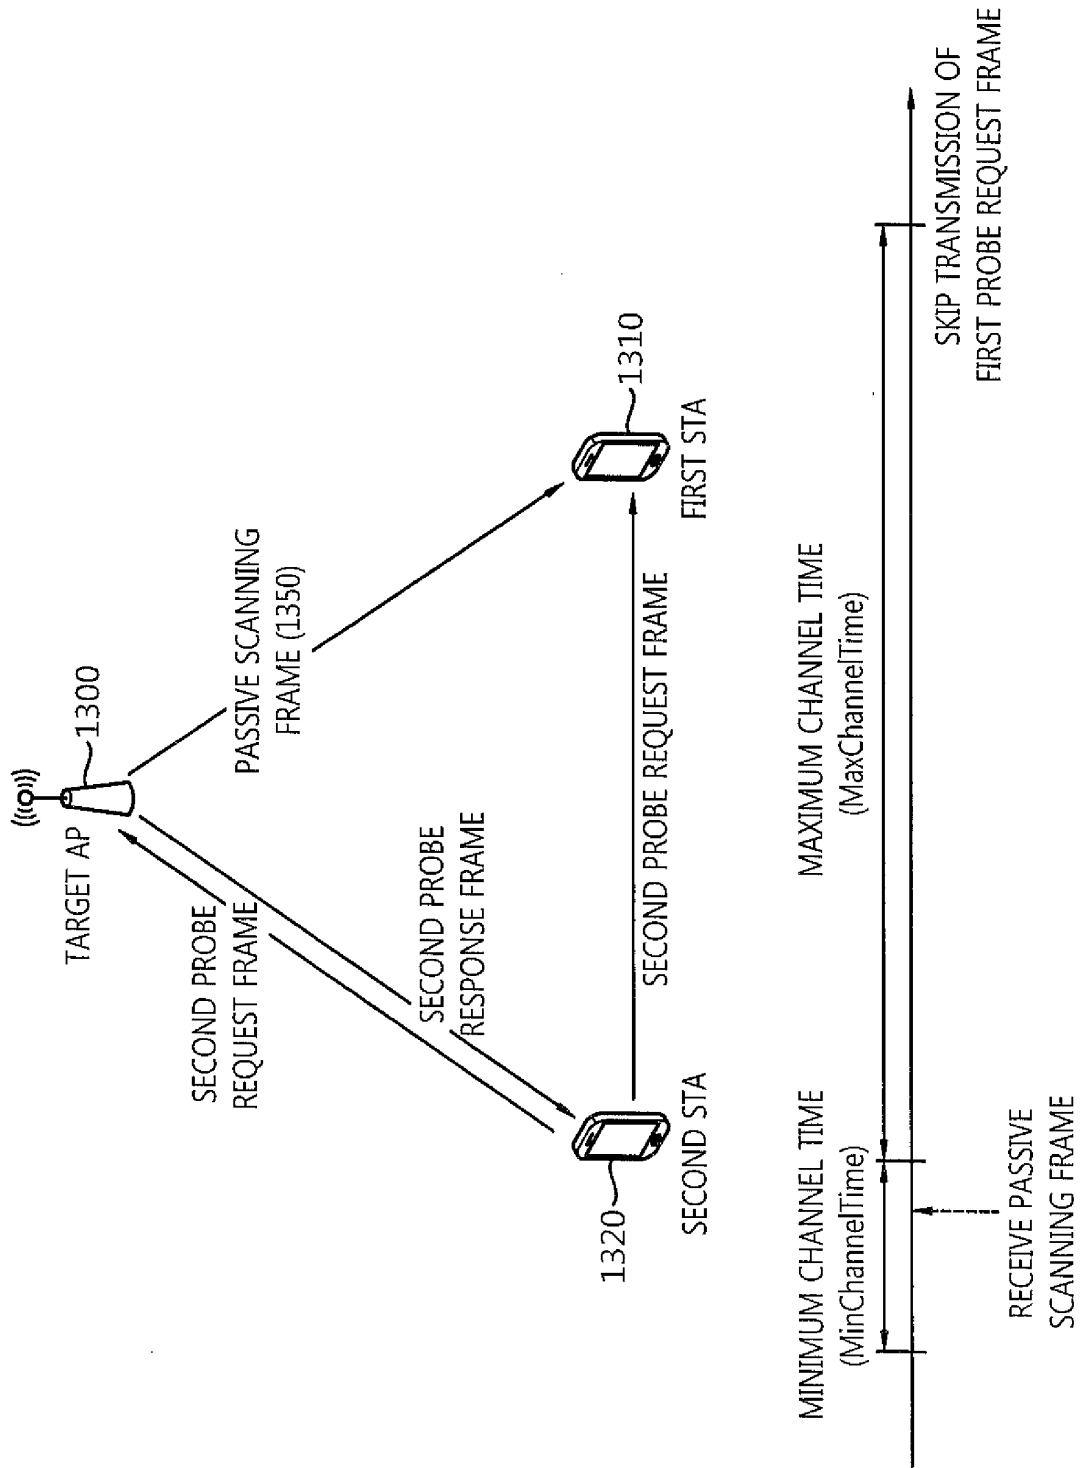 TARGET AP
1300
SECOND PROBE
REQUEST FRAME
SECOND PROBE
RESPONSE FRAME
PASSIVE SCANNING
FRAME (1350)
1320
SECOND STA
SECOND PROBE REQUEST FRAME
1310
FIRST STA
MINIMUM CHANNEL TIME
(MinChannelTime)
MAXIMUM CHANNEL TIME
(MaxChannelTime)
RECEIVE PASSIVE
SCANNING FRAME
SKIP TRANSMISSION OF
FIRST PROBE REQUEST FRAME